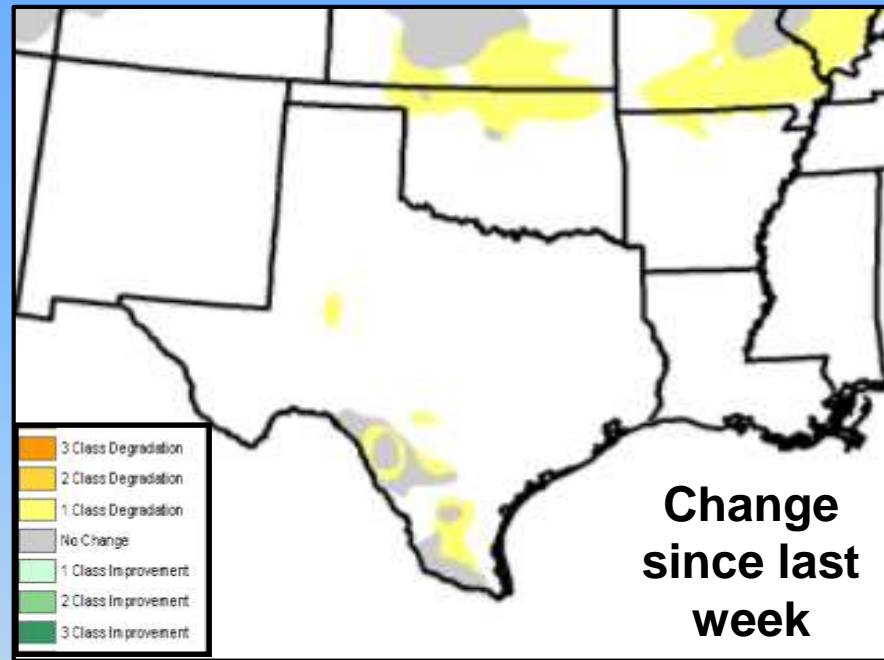 3 Class Degradation
2 Class Degradation
1 Class Degradation
No Change
1 Class Improvement
2 Class Improvement
3 Class Improvement
Change
since last
week